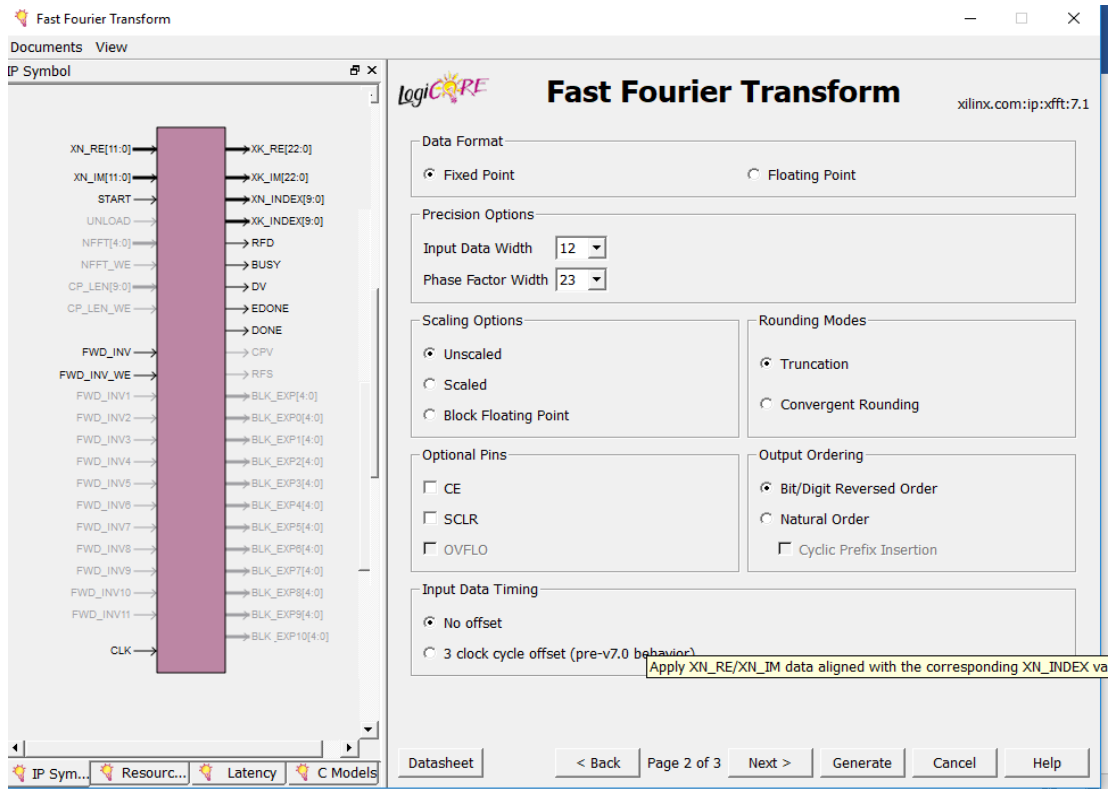 Fast Fourier Transform
Documents View
IP Symbol
XN_RE[11:0]
XN_IM[11:0]
START
UNLOAD
NFFT[4:0]
NFFT_WE
CP_LEN[9:0]
CP_LEN_WE
FWD_INV
FWD_INV_WE
FWD_INV1
FWD_INV2
FWD_INV3
FWD_INV4
FWD_INV5
FWD_INV6
FWD_INV7
FWD_INV8
FWD_INV9
FWD_INV10
FWD_INV11
CLK
XK_RE[22:0]
XK_IM[22:0]
XN_INDEX[9:0]
XK_INDEX[9:0]
RFD
BUSY
DV
EDONE
DONE
CPV
RFS
BLK_EXP[4:0]
BLK_EXP0[4:0]
BLK_EXP1[4:0]
BLK_EXP2[4:0]
BLK_EXP3[4:0]
BLK_EXP4[4:0]
BLK_EXP5[4:0]
BLK_EXP6[4:0]
BLK_EXP7[4:0]
BLK_EXP8[4:0]
BLK_EXP9[4:0]
BLK_EXP10[4:0]
IP Sym... Resourc... Latency C Models
LogiCORE
Fast Fourier Transform
xilinx.com:ip:xfft:7.1
Data Format
Fixed Point Floating Point
Precision Options
Input Data Width 12
Phase Factor Width 23
Scaling Options
Unscaled
Scaled
Block Floating Point
Rounding Modes
Truncation
Convergent Rounding
Optional Pins
CE
SCLR
OVFLO
Output Ordering
Bit/Digit Reversed Order
Natural Order
Cyclic Prefix Insertion
Input Data Timing
No offset
3 clock cycle offset (pre-v7.0 behavior)
Apply XN_RE/XN_IM data aligned with the corresponding XN_INDEX va
Datasheet < Back Page 2 of 3 Next > Generate Cancel Help